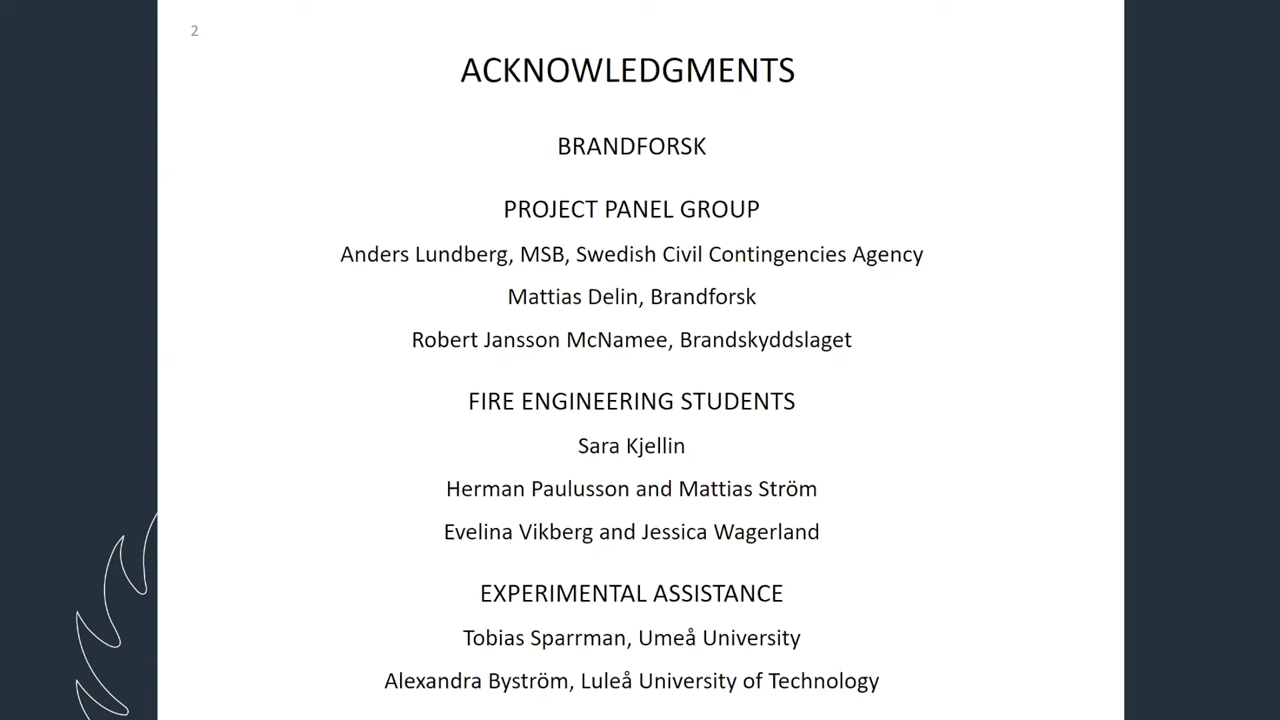 2
ACKNOWLEDGMENTS
BRANDFORSK
PROJECT PANEL GROUP
Anders Lundberg, MSB, Swedish Civil Contingencies Agency
Mattias Delin, Brandforsk
Robert Jansson McNamee, Brandskyddslaget
FIRE ENGINEERING STUDENTS
Sara Kjellin
Herman Paulusson and Mattias Ström
Evelina Vikberg and Jessica Wagerland
EXPERIMENTAL ASSISTANCE
Tobias Sparrman, Umeå University
Alexandra Byström, Luleå University of Technology